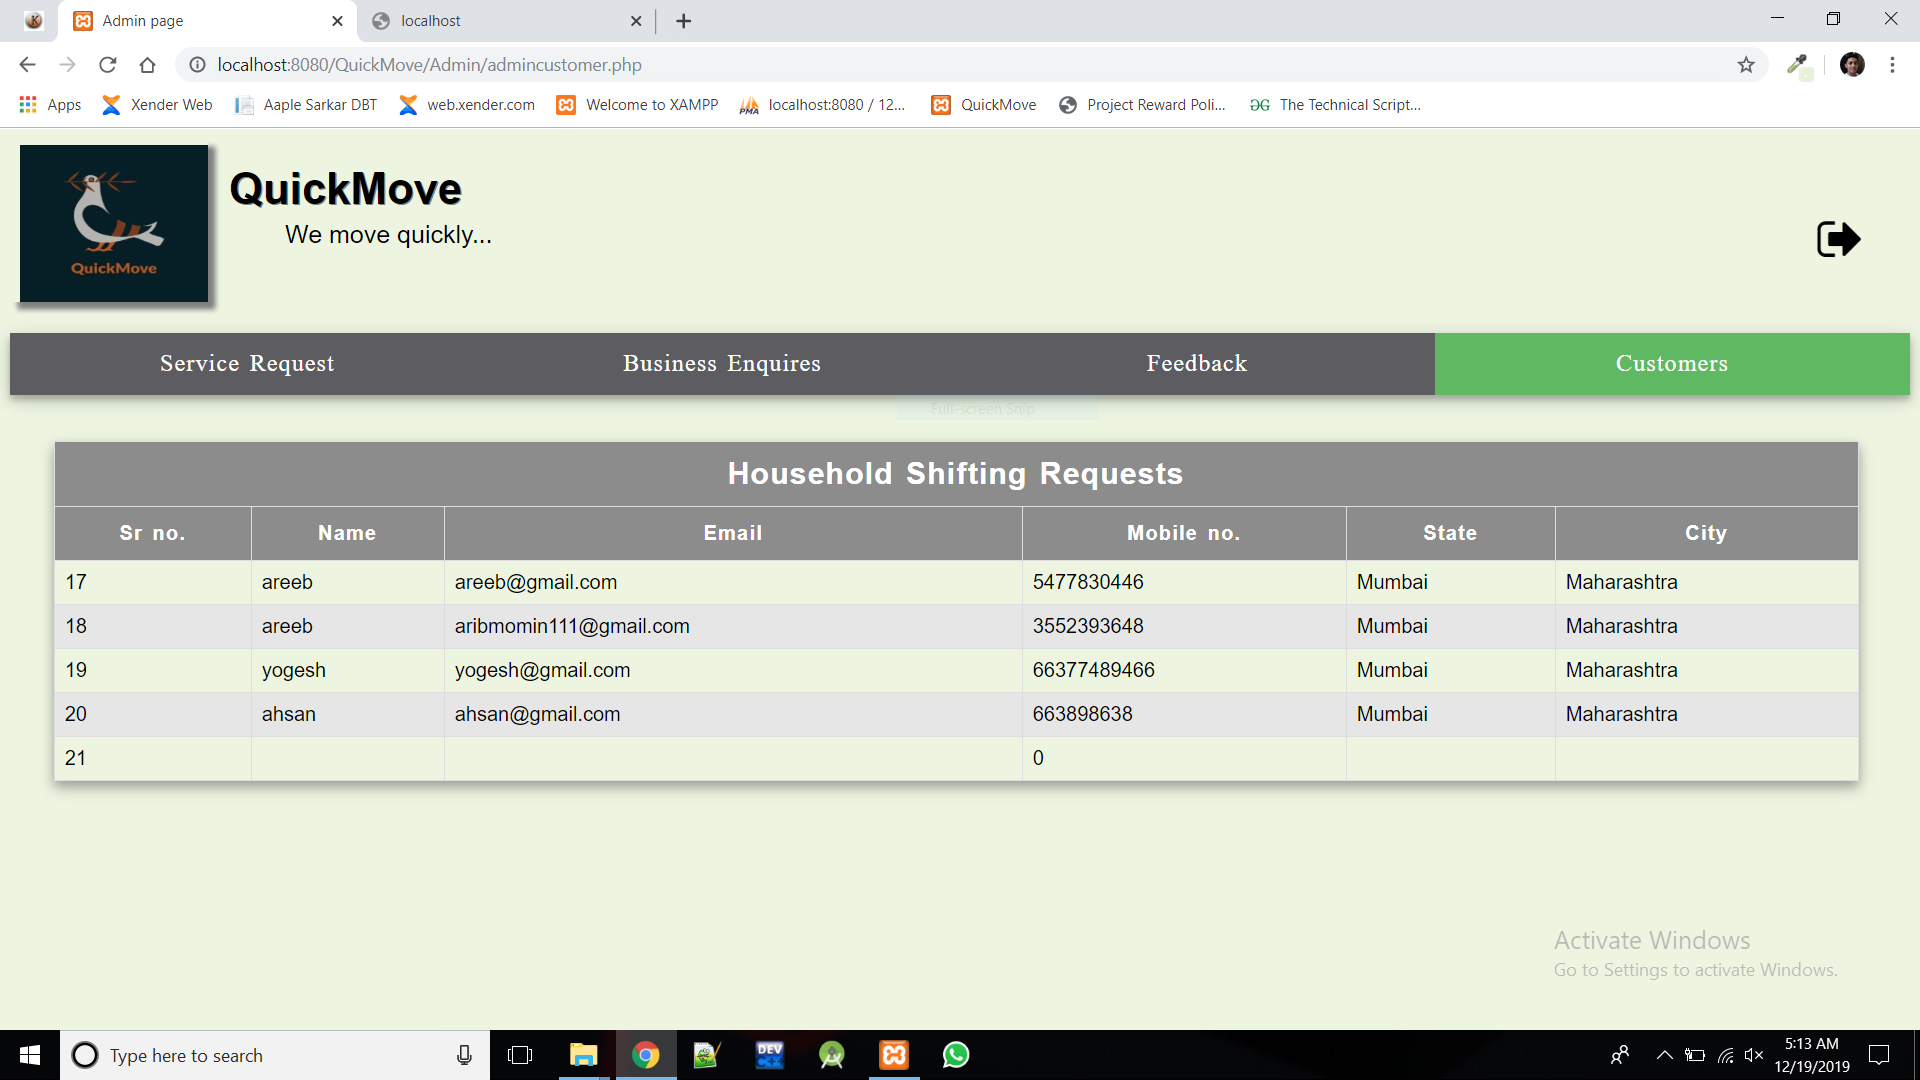 Admin page
localhost
localhost:8080/QuickMove/Admin/admincustomer.php
Apps Xender Web Aaple Sarkar DBT web.xender.com Welcome to XAMPP localhost:8080 / 12... QuickMove Project Reward Poli... The Technical Script...
QuickMove
QuickMove
We move quickly...
Service Request Business Enquires Feedback Customers
Full-screen Snip
Household Shifting Requests
Sr no. Name Email Mobile no. State City
17 areeb areeb@gmail.com 5477830446 Mumbai Maharashtra
18 areeb aribmomin111@gmail.com 3552393648 Mumbai Maharashtra
19 yogesh yogesh@gmail.com 66377489466 Mumbai Maharashtra
20 ahsan ahsan@gmail.com 663898638 Mumbai Maharashtra
21 0
Activate Windows
Go to Settings to activate Windows.
Type here to search
DEV
5:13 AM
12/19/2019